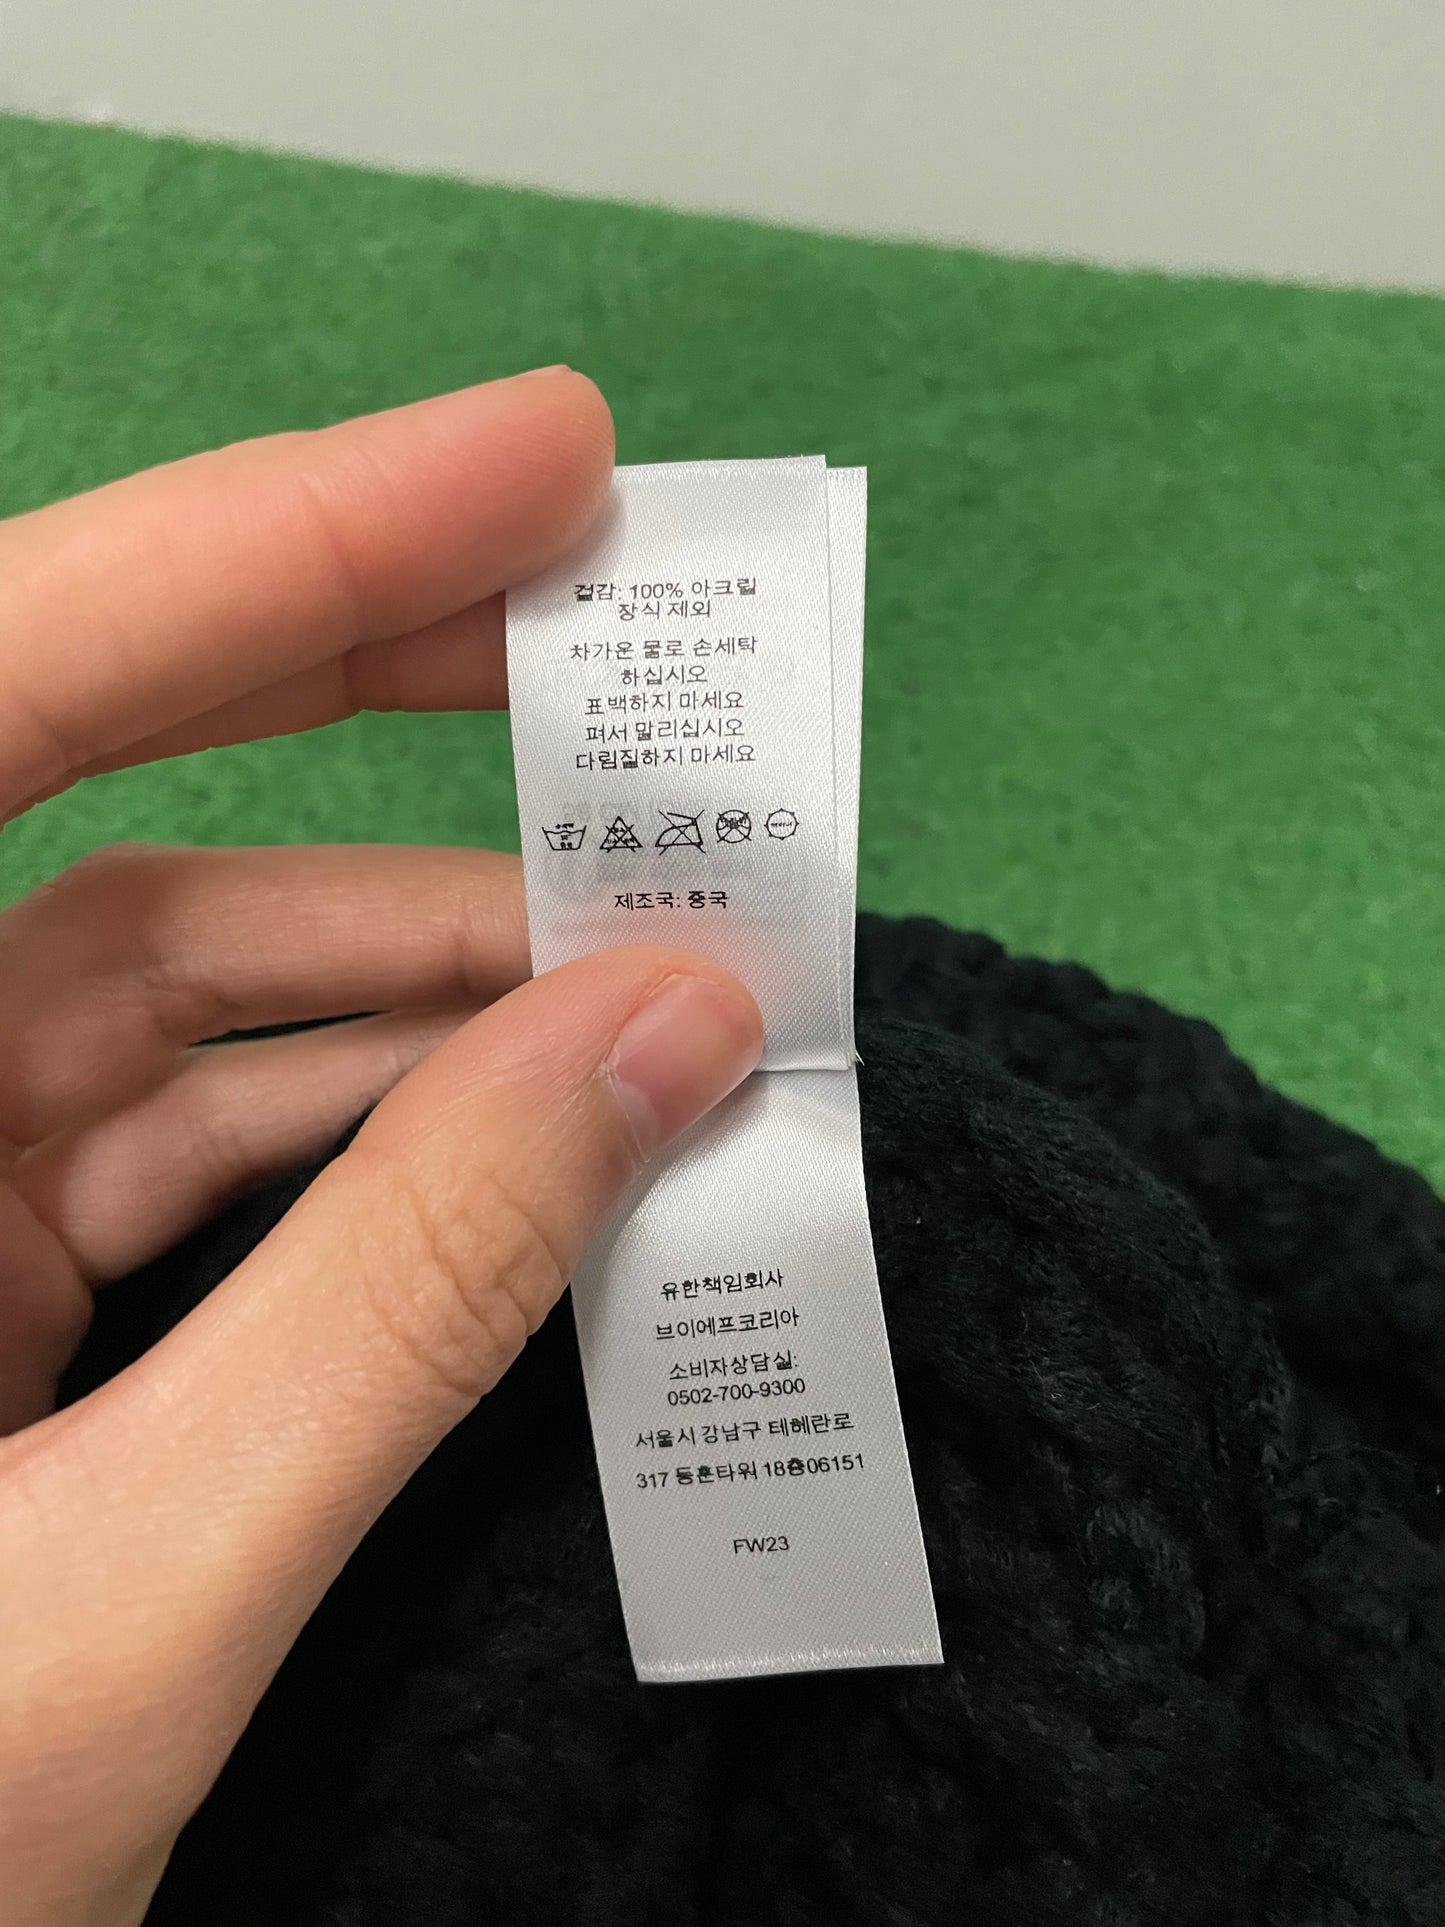 겉감: 100% 아크릴
장식 제외
차가운 물로 손세탁
하십시오
표백하지 마세요
펴서 말리십시오
다림질하지 마세요
제조국: 중국
유한책임회사
브이에프코리아
소비자상담실:
0502-700-9300
서울시 강남구 테헤란로
317 동훈타워 18층06151
FW23